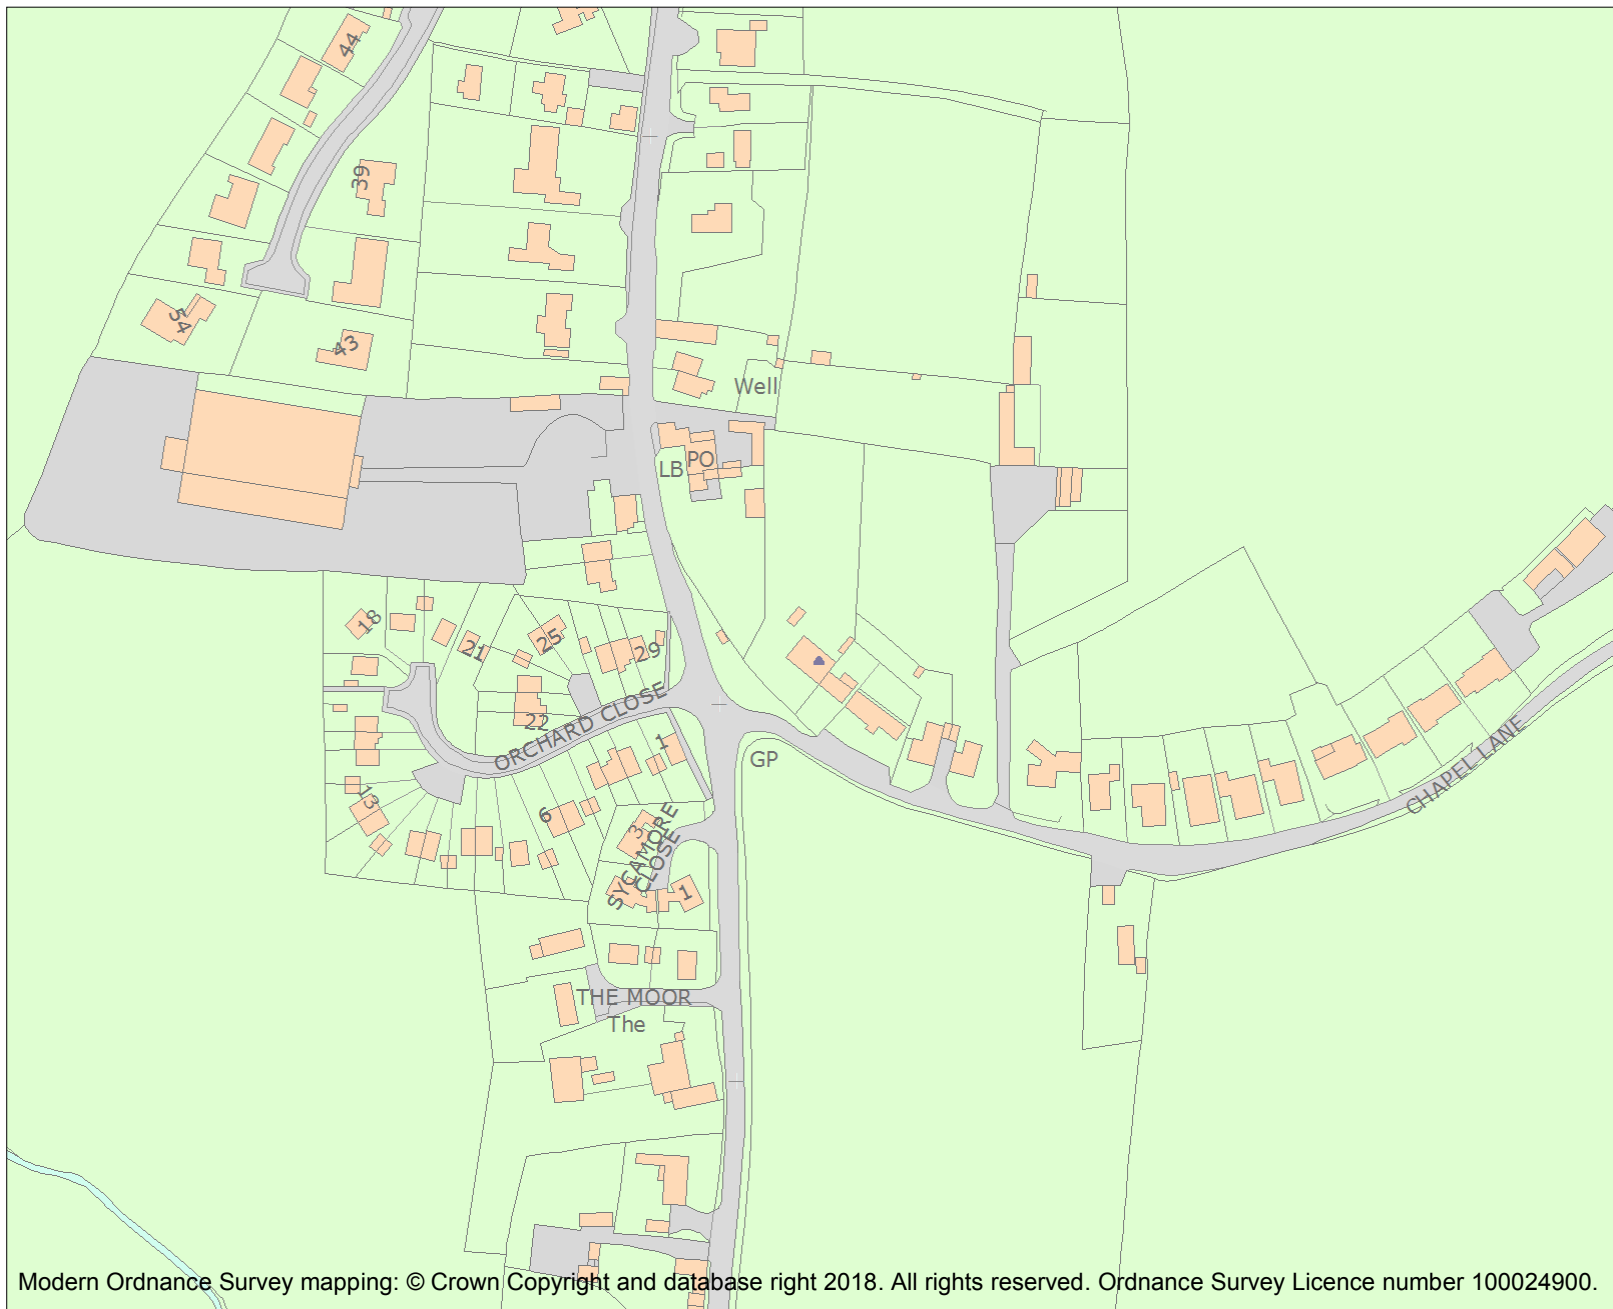 44
39
54
43
Well
PO
LB
18
21
25
29
22
ORCHARD CLOSE
1
GP
13
6
3
SYCAMORE
CLOSE
1
CHAPEL LANE
THE MOOR
The
Modern Ordnance Survey mapping: © Crown Copyright and database right 2018. All rights reserved. Ordnance Survey Licence number 100024900.